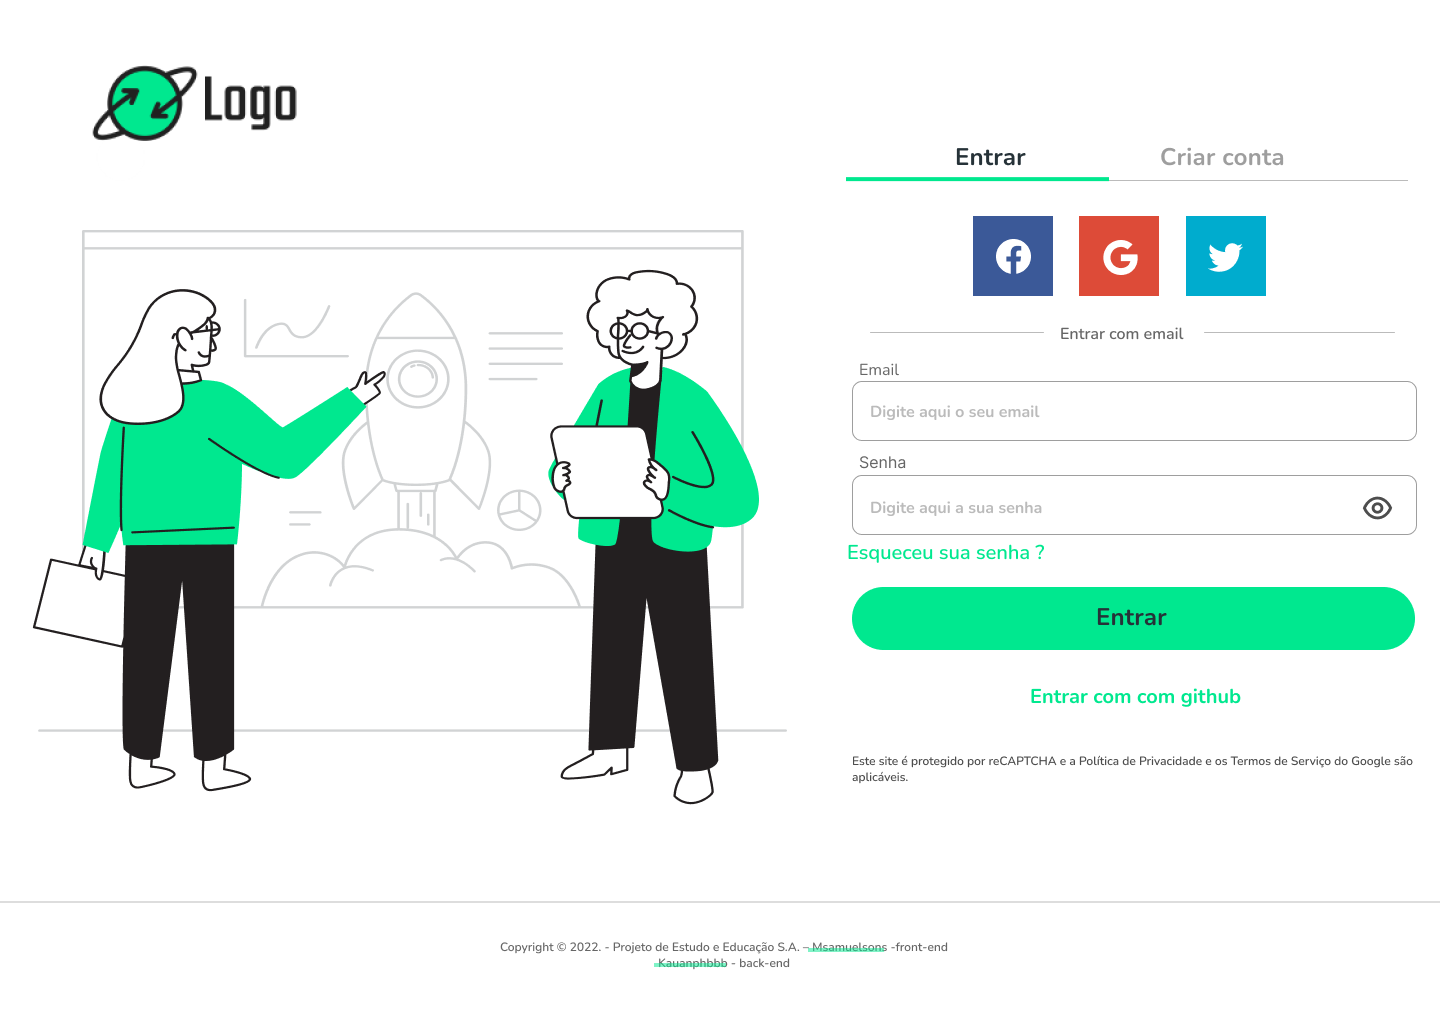 Logo
Entrar
Criar conta
Entrar com email
Email
Digite aqui o seu email
Senha
Digite aqui a sua senha
Esqueceu sua senha ?
Entrar
Entrar com com github
Este site é protegido por reCAPTCHA e a Política de Privacidade e os Termos de Serviço do Google são
aplicáveis.
Copyright © 2022. - Projeto de Estudo e Educação S.A. – Msamuelsons -front-end
Kauanphbbb - back-end